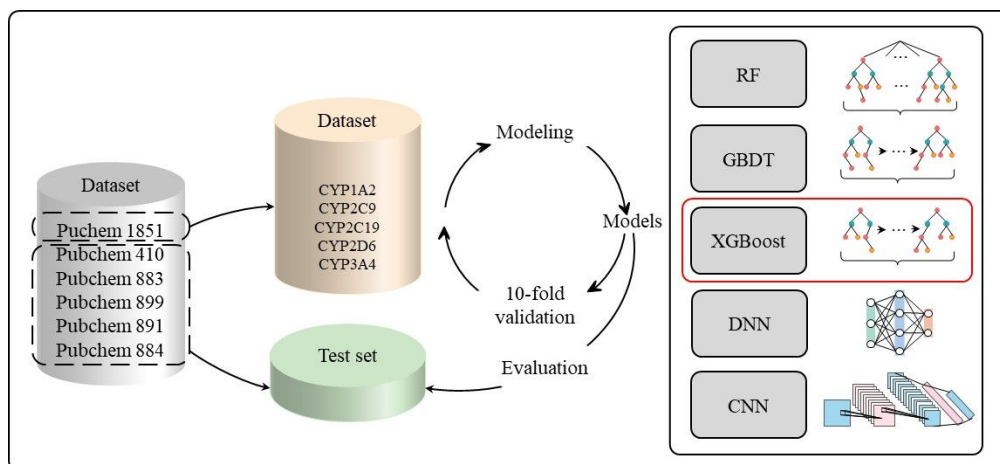 Dataset
Puchem 1851
Pubchem 410
Pubchem 883
Pubchem 899
Pubchem 891
Pubchem 884
Dataset
CYP1A2
CYP2C9
CYP2C19
CYP2D6
CYP3A4
Test set
Modeling
Models
10-fold
validation
Evaluation
RF
...
...
GBDT
...
XGBoost
...
DNN
CNN